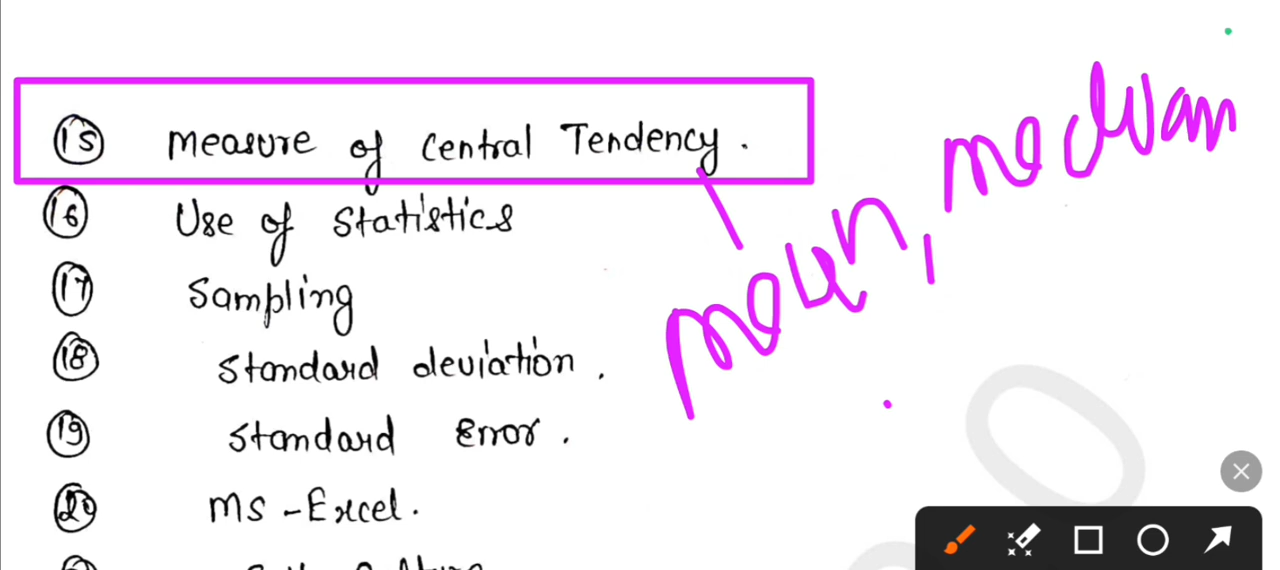 15 Measure of Central Tendency.
mean, median
16 Use of Statistics
17 Sampling
18 Standard deviation.
19 Standard Error.
20 MS-Excel.